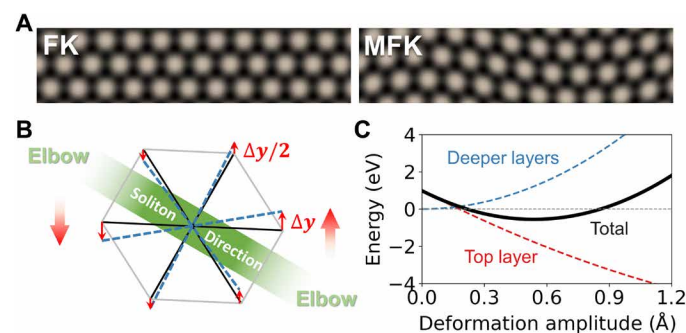 A
FK
MFK
B
Elbow
Δy/2
Soliton
Direction
Δy
Elbow
C
4
2
0
−2
−4
Energy (eV)
Deeper layers
Total
Top layer
0.0 0.3 0.6 0.9 1.2
Deformation amplitude (Å)